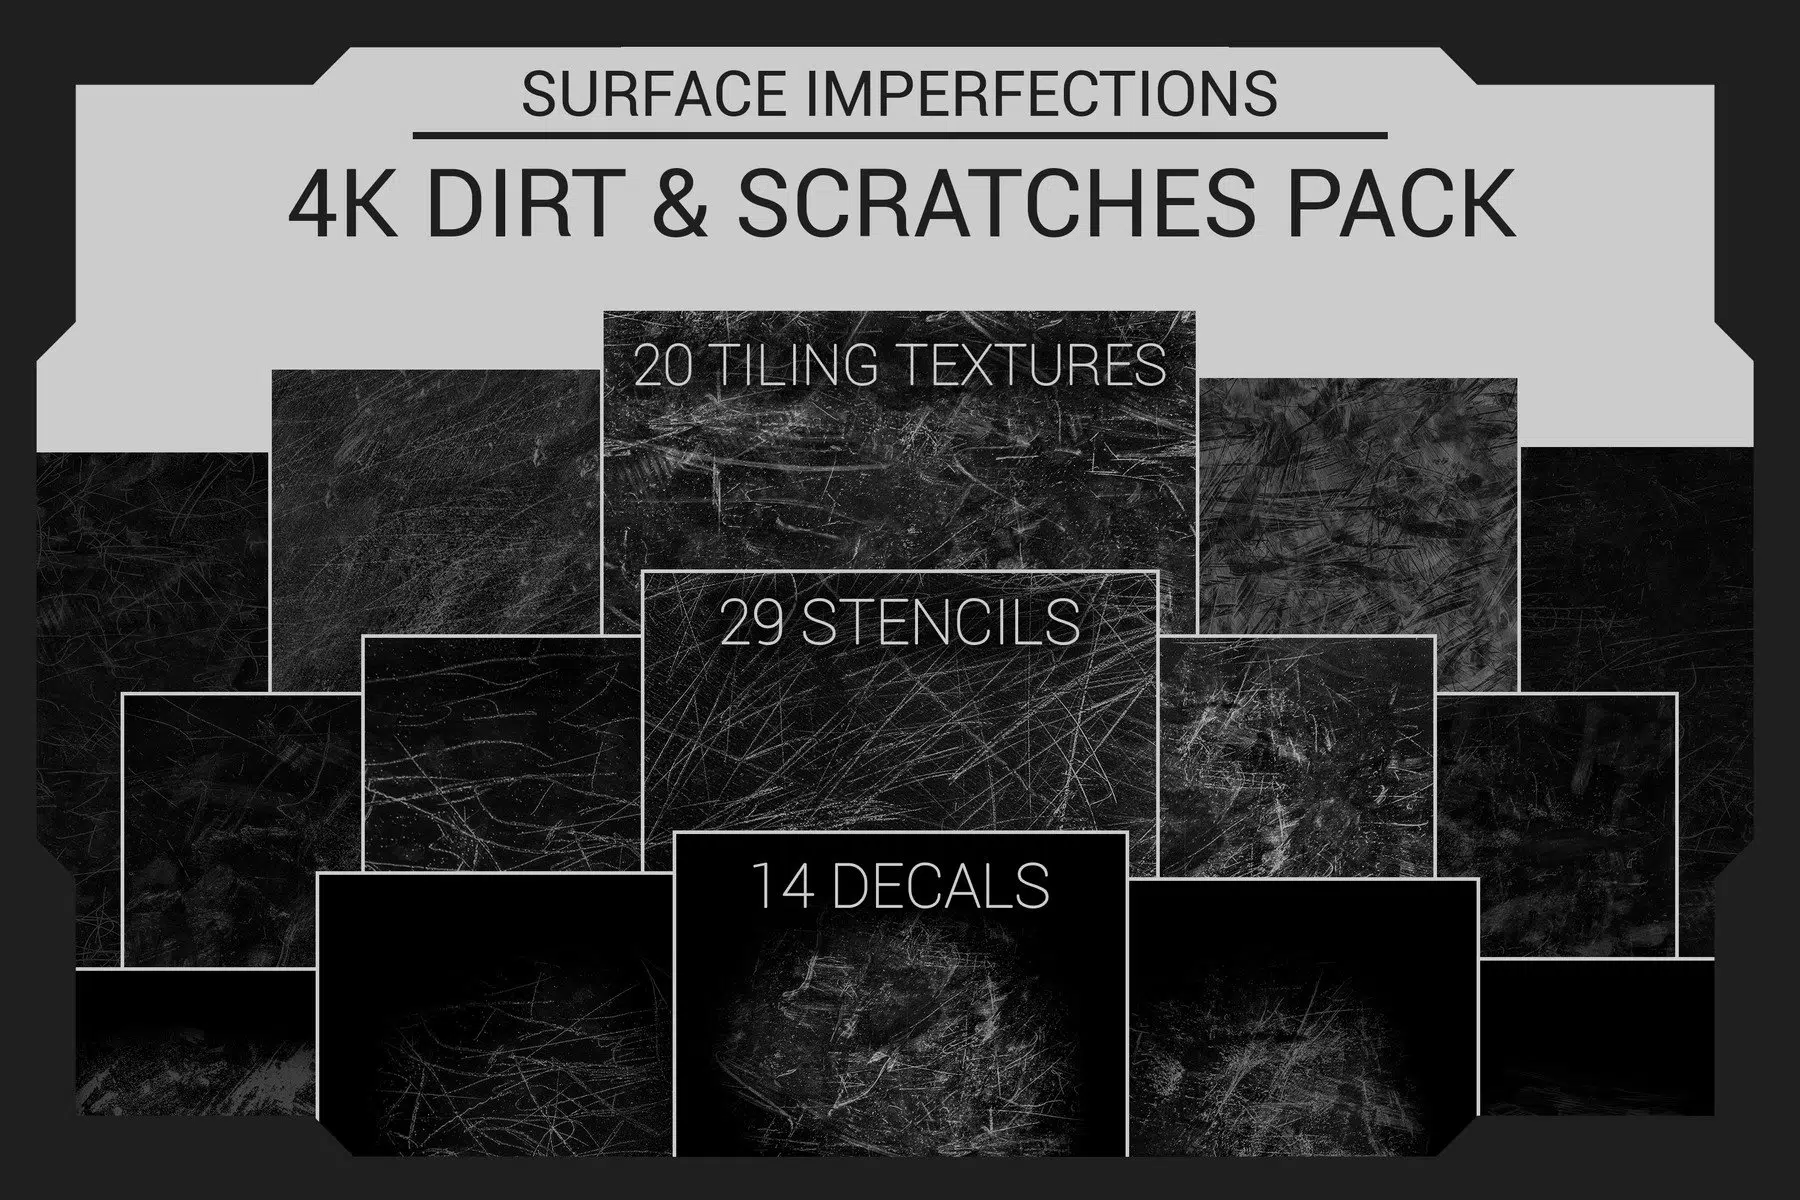 SURFACE IMPERFECTIONS
4K DIRT & SCRATCHES PACK
20 TILING TEXTURES
29 STENCILS
14 DECALS